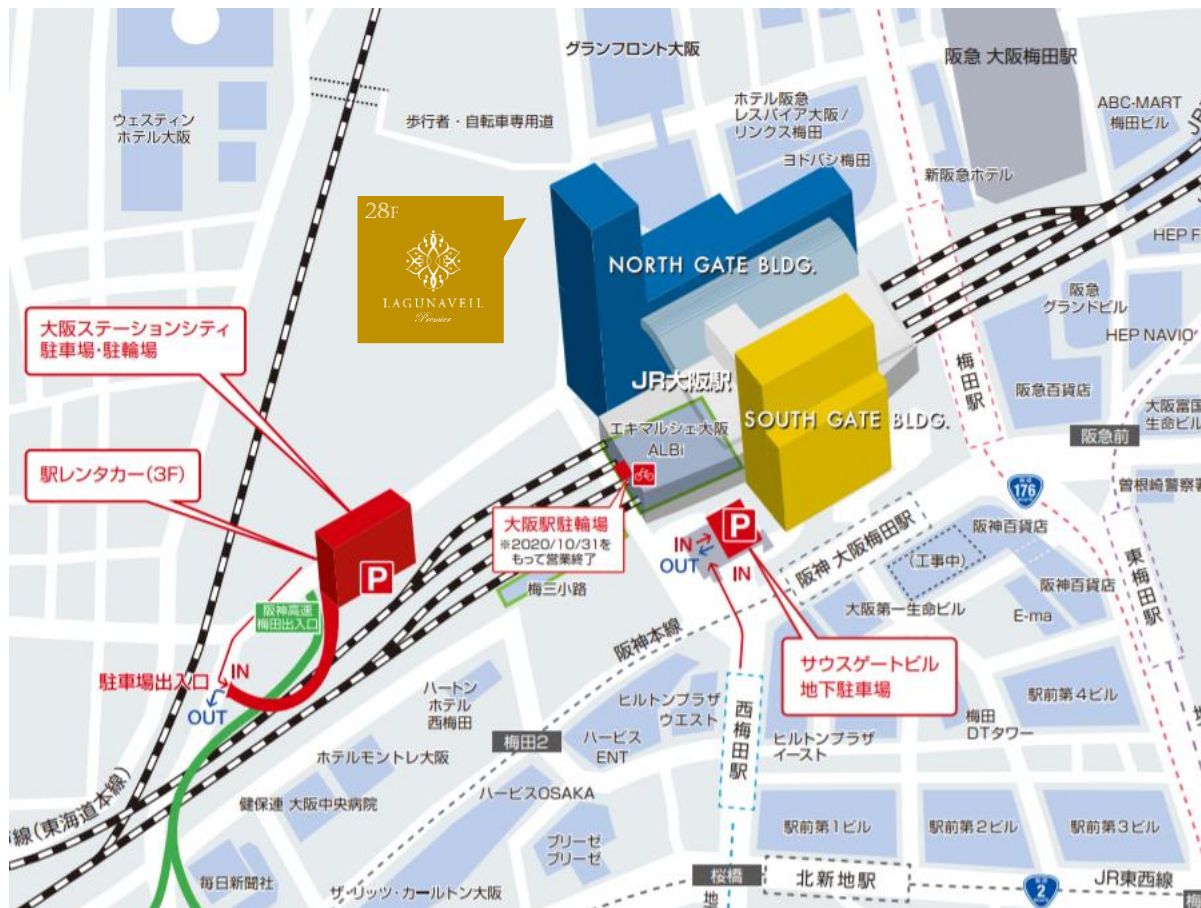 グランフロント大阪
阪急 大阪梅田駅
ウェスティン
ホテル大阪
歩行者・自転車専用道
ホテル阪急
レスパイア大阪/
リンクス梅田
ヨドバシ梅田
ABC-MART
梅田ビル
新阪急ホテル
28F
LAGUNAVEIL
Premier
NORTH GATE BLDG.
HEP F
阪急
グランドビル
HEP NAVIO
大阪ステーションシティ
駐車場・駐輪場
JR大阪駅
梅田駅
阪急百貨店
大阪富国
生命ビル
エキマルシェ大阪
ALBi
SOUTH GATE BLDG.
阪急前
駅レンタカー(3F)
176
曽根崎警察署
大阪駅駐輪場
※2020/10/31を
もって営業終了
P
IN
OUT
IN
阪神 大阪梅田駅
阪神百貨店
(工事中)
阪神百貨店
東梅田駅
P
梅三小路
大阪第一生命ビル
E-ma
阪神高速
梅田出入口
阪神本線
サウスゲートビル
地下駐車場
駐車場出入口
IN
OUT
ハートン
ホテル
西梅田
ヒルトンプラザ
ウエスト
西梅田駅
駅前第4ビル
梅田
DTタワー
梅田2
ハービス
ENT
ヒルトンプラザ
イースト
ホテルモントレ大阪
線(東海道本線)
健保連 大阪中央病院
ハービスOSAKA
駅前第1ビル
駅前第2ビル
駅前第3ビル
ブリーゼ
ブリーゼ
毎日新聞社
ザ・リッツ・カールトン大阪
桜橋
北新地駅
2
JR東西線
地